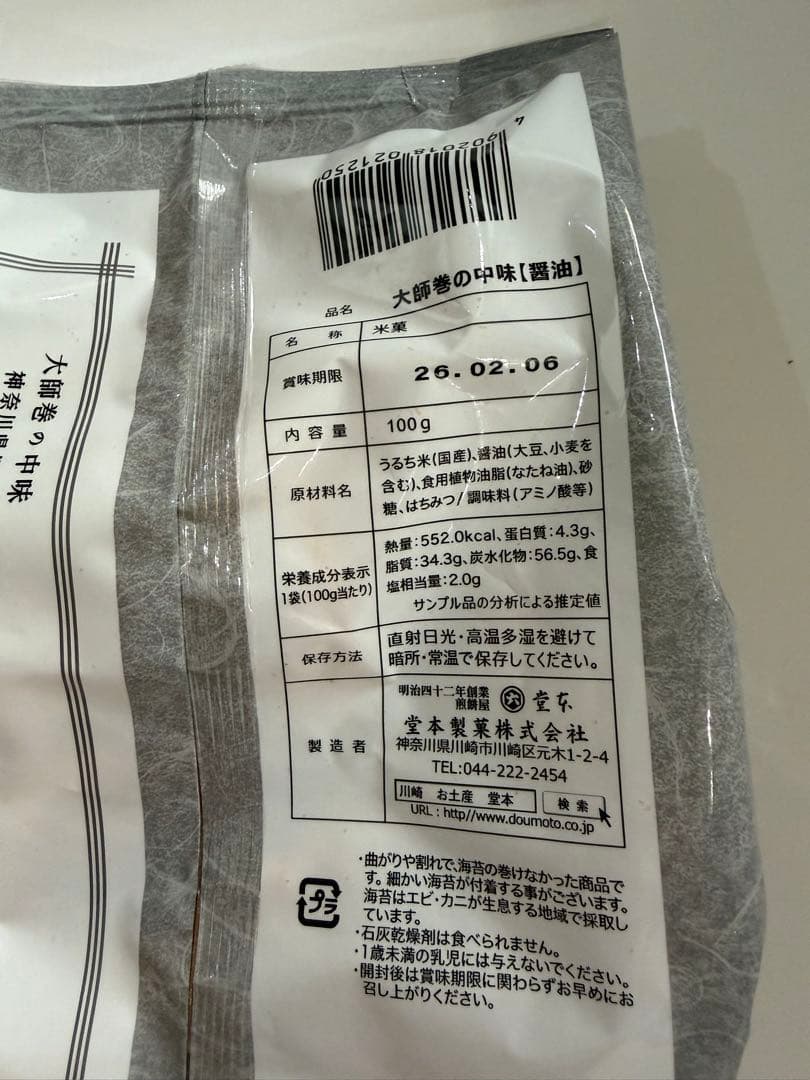 4 902018 021250
品名 大師巻の中味【醤油】
名 称 米菓
賞味期限 26.02.06
内容量 100g
原材料名
うるち米(国産)、醤油(大豆、小麦を
含む)、食用植物油脂(なたね油)、砂
糖、はちみつ/調味料(アミノ酸等)
栄養成分表示
1袋(100g当たり)
熱量:552.0kcal、蛋白質:4.3g、
脂質:34.3g、炭水化物:56.5g、食
塩相当量:2.0g
サンプル品の分析による推定値
保存方法
直射日光・高温多湿を避けて
暗所・常温で保存してください。
製造者
明治四十二年創業
煎餅屋
堂本
堂本製菓株式会社
神奈川県川崎市川崎区元木1-2-4
TEL:044-222-2454
川崎 お土産 堂本 検索
URL:http//www.doumoto.co.jp
プラ
・曲がりや割れで、海苔の巻けなかった商品で
す。細かい海苔が付着する事がございます。
海苔はエビ・カニが生息する地域で採取し
ています。
・石灰乾燥剤は食べられません。
・1歳未満の乳児には与えないでください。
・開封後は賞味期限に関わらずお早めにお
召し上がりください。
大師巻の中味
神奈川県